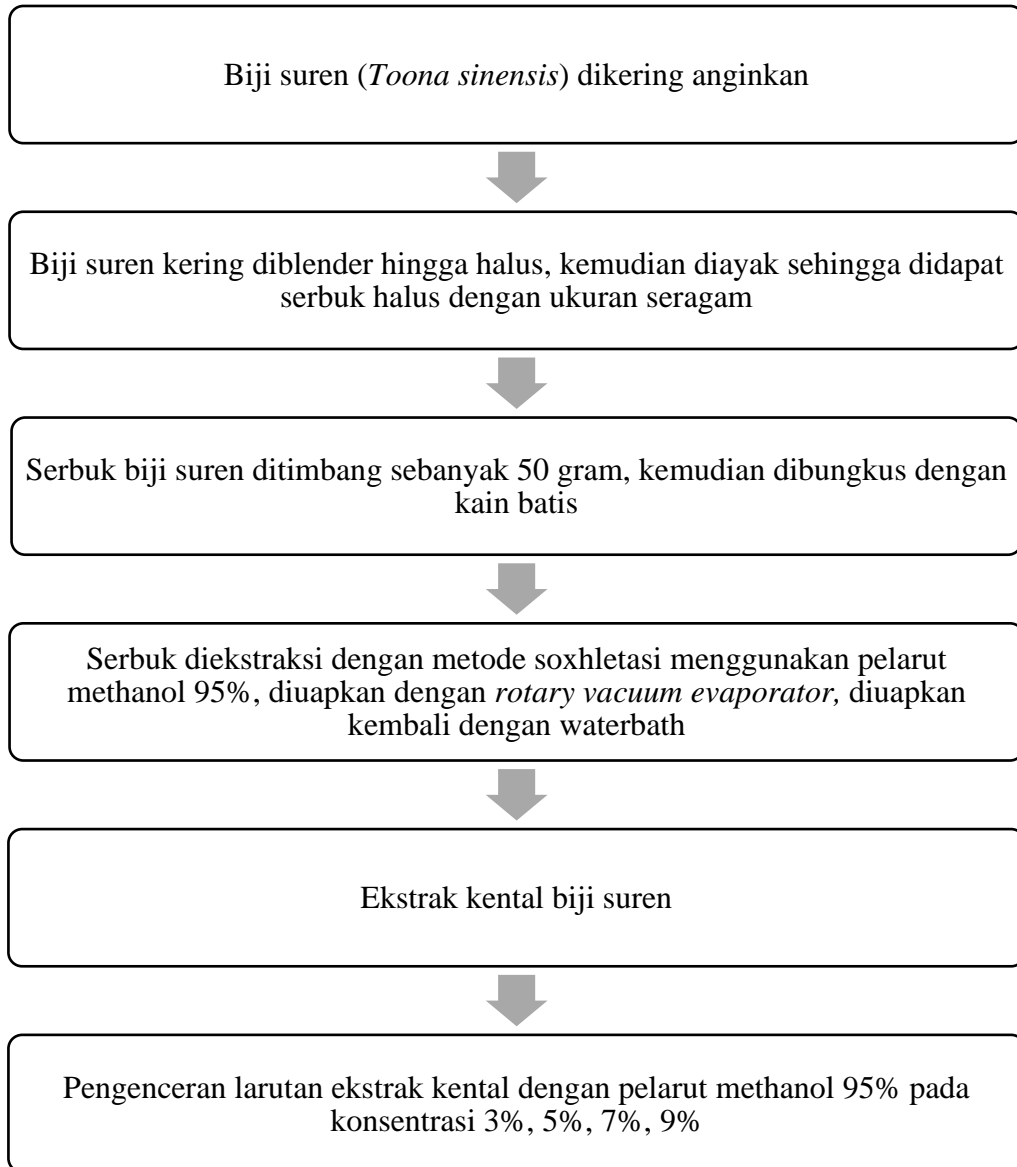 Biji suren (Toona sinensis) dikering anginkan
Biji suren kering diblender hingga halus, kemudian diayak sehingga didapat
serbuk halus dengan ukuran seragam
Serbuk biji suren ditimbang sebanyak 50 gram, kemudian dibungkus dengan
kain batis
Serbuk diekstraksi dengan metode soxhletasi menggunakan pelarut
methanol 95%, diuapkan dengan rotary vacuum evaporator, diuapkan
kembali dengan waterbath
Ekstrak kental biji suren
Pengenceran larutan ekstrak kental dengan pelarut methanol 95% pada
konsentrasi 3%, 5%, 7%, 9%